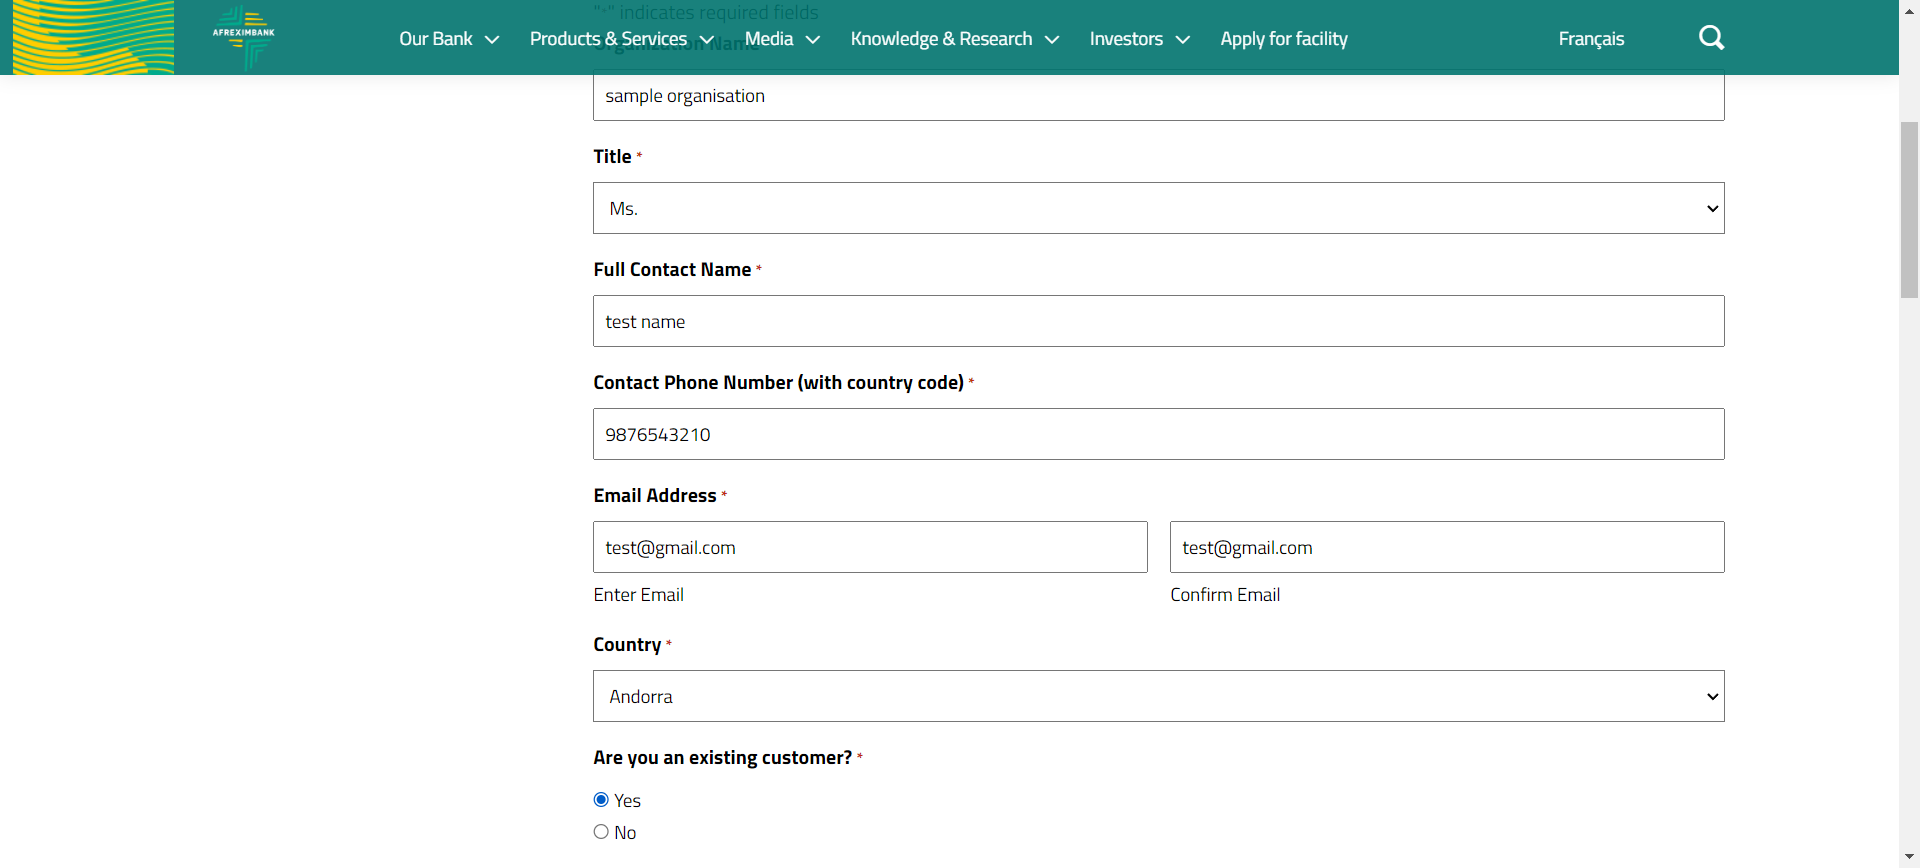 "*" indicates required fields
AFREXIMBANK
Our Bank Products & Services Media Knowledge & Research Investors Apply for facility Français
Organization Name
sample organisation
Title *
Ms.
Full Contact Name *
test name
Contact Phone Number (with country code) *
9876543210
Email Address *
test@gmail.com test@gmail.com
Enter Email Confirm Email
Country *
Andorra
Are you an existing customer? *
Yes
No